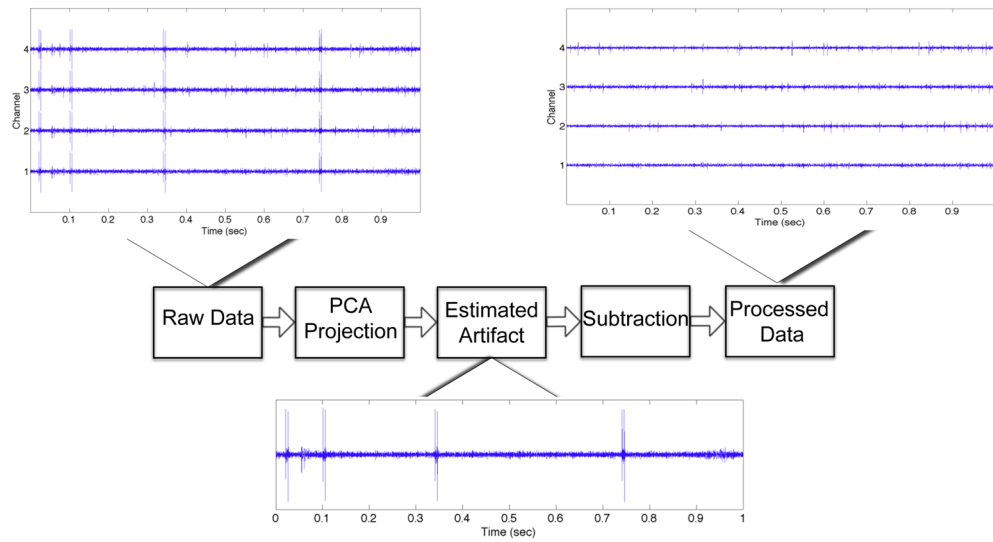 4
3
2
1
Channel
0.1 0.2 0.3 0.4 0.5 0.6 0.7 0.8 0.9
Time (sec)
4
3
2
1
Channel
0.1 0.2 0.3 0.4 0.5 0.6 0.7 0.8 0.9
Time (sec)
Raw Data
PCA
Projection
Estimated
Artifact
Subtraction
Processed
Data
0 0.1 0.2 0.3 0.4 0.5 0.6 0.7 0.8 0.9 1
Time (sec)